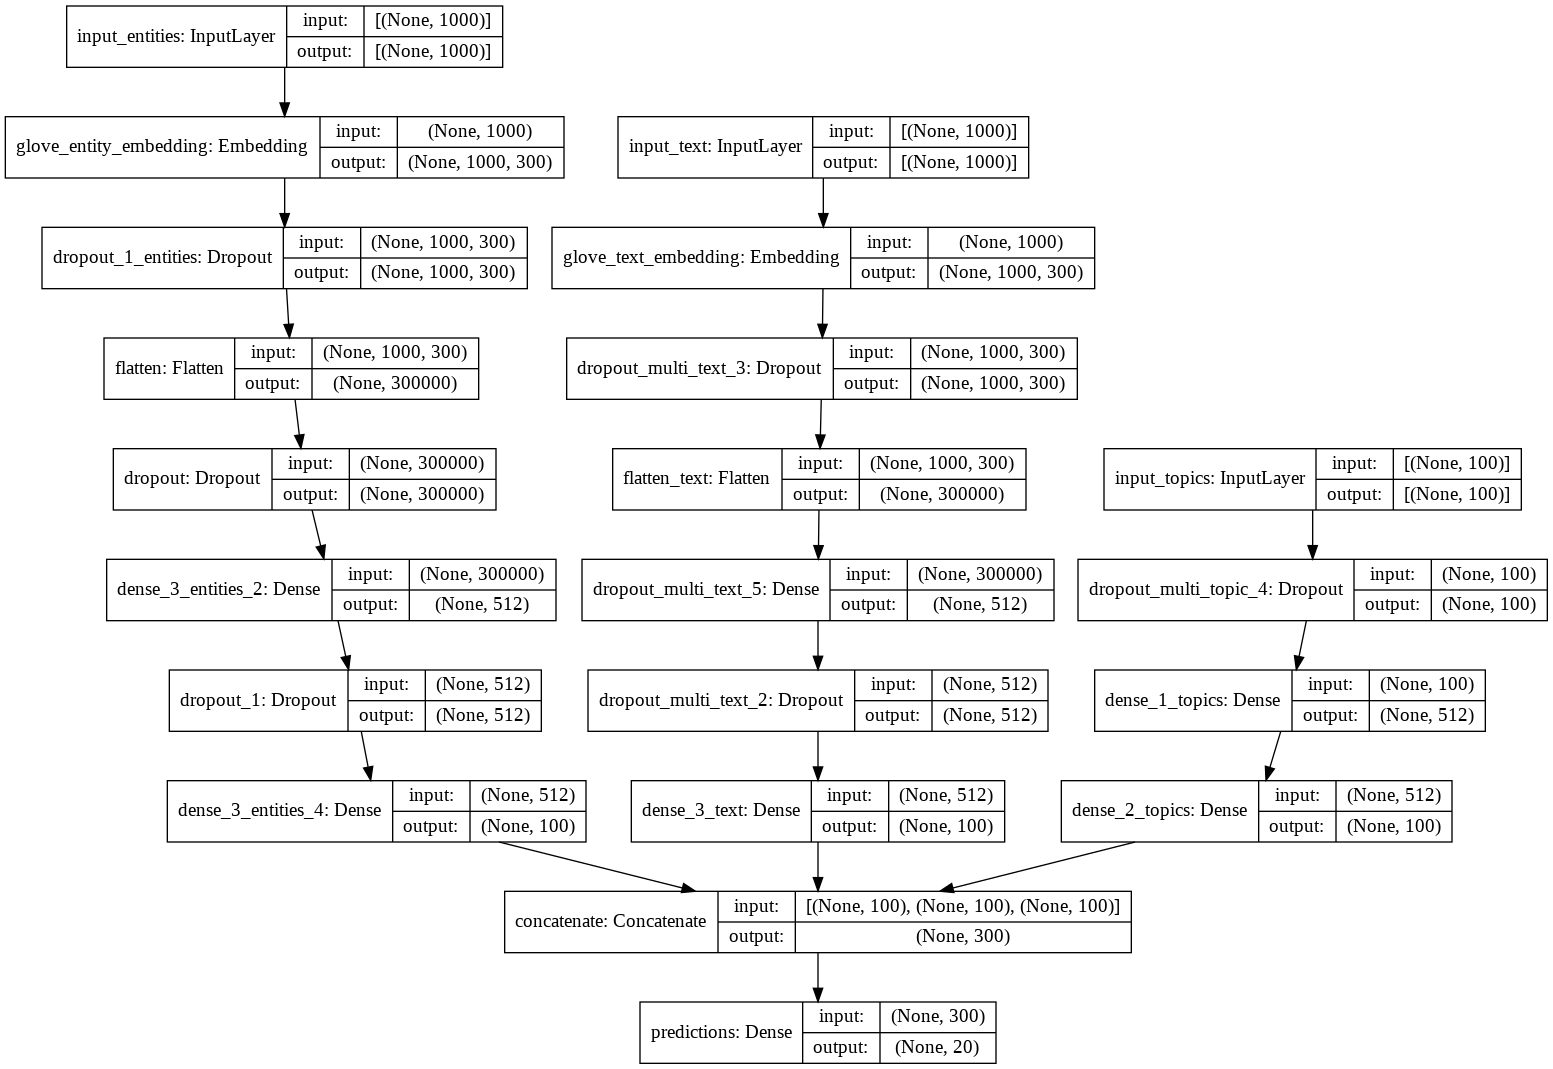 input_entities: InputLayer
input: [(None, 1000)]
output: [(None, 1000)]
glove_entity_embedding: Embedding
input: (None, 1000)
output: (None, 1000, 300)
input_text: InputLayer
input: [(None, 1000)]
output: [(None, 1000)]
dropout_1_entities: Dropout
input: (None, 1000, 300)
output: (None, 1000, 300)
glove_text_embedding: Embedding
input: (None, 1000)
output: (None, 1000, 300)
flatten: Flatten
input: (None, 1000, 300)
output: (None, 300000)
dropout_multi_text_3: Dropout
input: (None, 1000, 300)
output: (None, 1000, 300)
dropout: Dropout
input: (None, 300000)
output: (None, 300000)
flatten_text: Flatten
input: (None, 1000, 300)
output: (None, 300000)
input_topics: InputLayer
input: [(None, 100)]
output: [(None, 100)]
dense_3_entities_2: Dense
input: (None, 300000)
output: (None, 512)
dropout_multi_text_5: Dense
input: (None, 300000)
output: (None, 512)
dropout_multi_topic_4: Dropout
input: (None, 100)
output: (None, 100)
dropout_1: Dropout
input: (None, 512)
output: (None, 512)
dropout_multi_text_2: Dropout
input: (None, 512)
output: (None, 512)
dense_1_topics: Dense
input: (None, 100)
output: (None, 512)
dense_3_entities_4: Dense
input: (None, 512)
output: (None, 100)
dense_3_text: Dense
input: (None, 512)
output: (None, 100)
dense_2_topics: Dense
input: (None, 512)
output: (None, 100)
concatenate: Concatenate
input: [(None, 100), (None, 100), (None, 100)]
output: (None, 300)
predictions: Dense
input: (None, 300)
output: (None, 20)